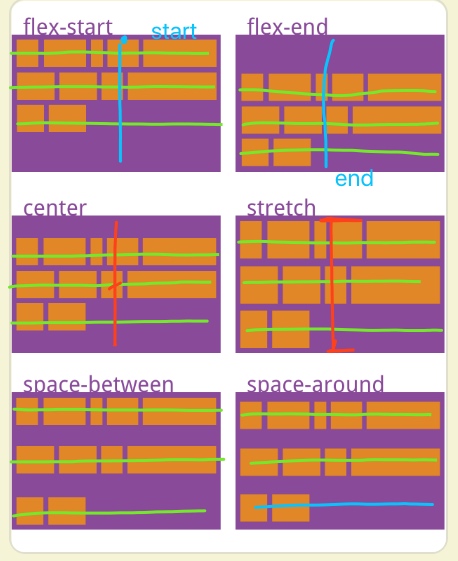 flex-start
start
flex-end
end
center
stretch
space-between
space-around